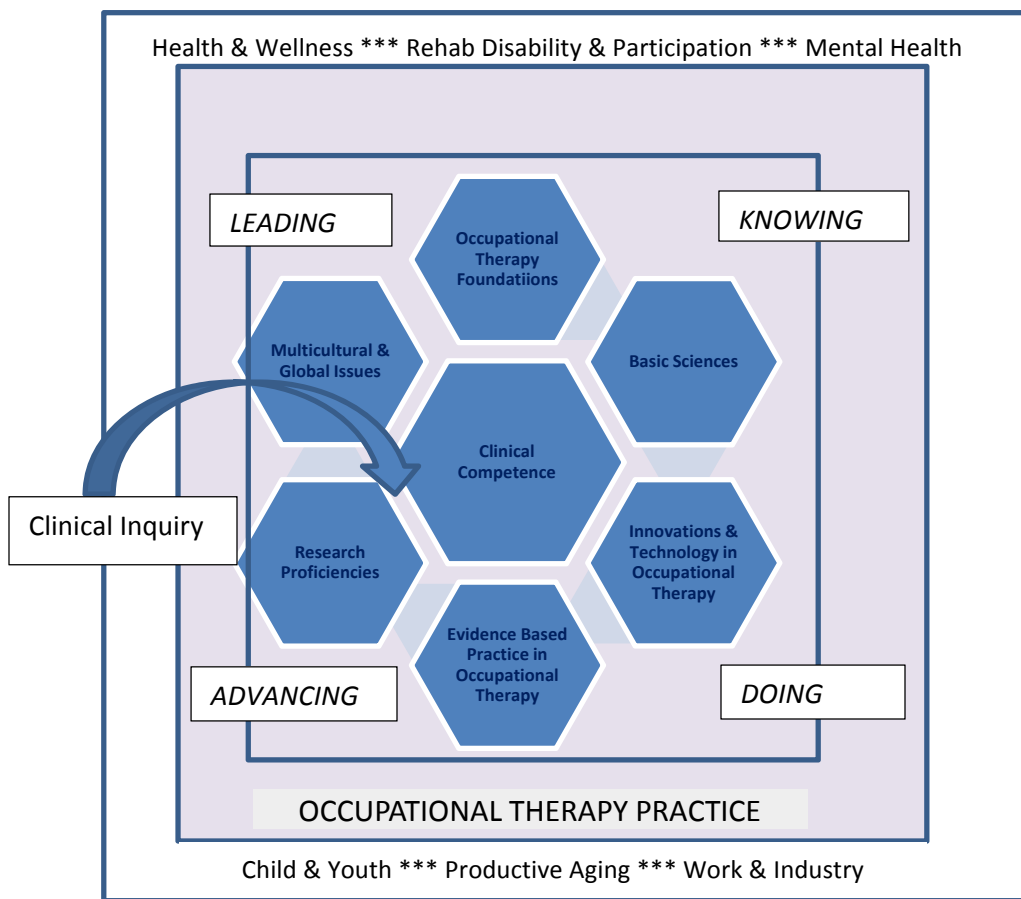 Health & Wellness *** Rehab Disability & Participation *** Mental Health
LEADING
KNOWING
Occupational
Therapy
Foundatiions
Multicultural &
Global Issues
Basic Sciences
Clinical
Competence
Clinical Inquiry
Research
Proficiencies
Innovations &
Technology in
Occupational
Therapy
Evidence Based
Practice in
Occupational
Therapy
ADVANCING
DOING
OCCUPATIONAL THERAPY PRACTICE
Child & Youth *** Productive Aging *** Work & Industry